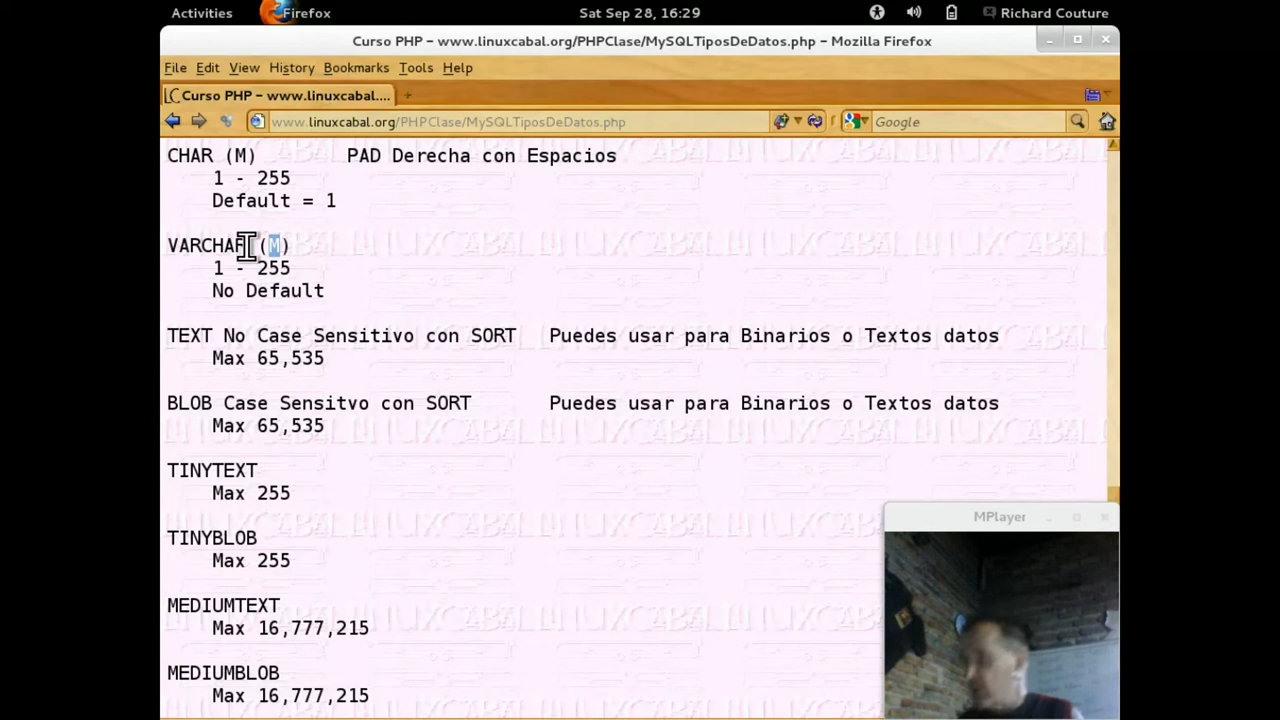 Activities
Firefox
Sat Sep 28, 16:29
Richard Couture
Curso PHP – www.linuxcabal.org/PHPClase/MySQLTiposDeDatos.php – Mozilla Firefox
File Edit View History Bookmarks Tools Help
Curso PHP – www.linuxcabal....
www.linuxcabal.org/PHPClase/MySQLTiposDeDatos.php
Google
CHAR (M) PAD Derecha con Espacios
1 - 255
Default = 1
VARCHAR (M)
1 - 255
No Default
TEXT No Case Sensitivo con SORT Puedes usar para Binarios o Textos datos
Max 65,535
BLOB Case Sensitvo con SORT Puedes usar para Binarios o Textos datos
Max 65,535
TINYTEXT
Max 255
TINYBLOB
Max 255
MEDIUMTEXT
Max 16,777,215
MEDIUMBLOB
Max 16,777,215
MPlayer